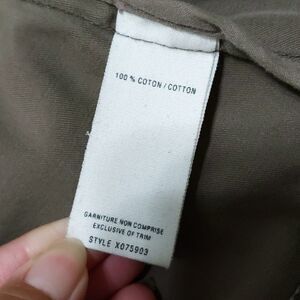 100 % COTON / COTTON
GARNITURE NON COMPRISE
EXCLUSIVE OF TRIM
STYLE X075903